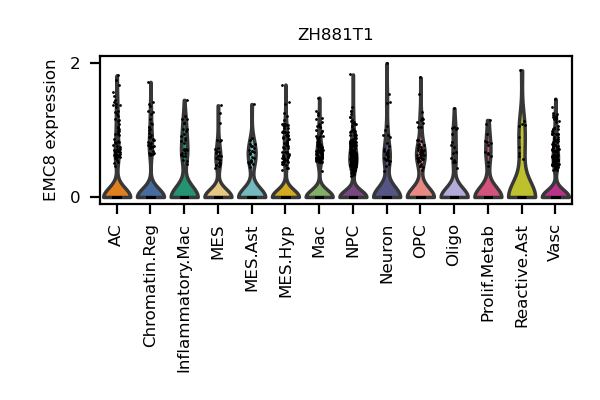 ZH881T1
EMC8 expression
2
0
AC
Chromatin.Reg
Inflammatory.Mac
MES
MES.Ast
MES.Hyp
Mac
NPC
Neuron
OPC
Oligo
Prolif.Metab
Reactive.Ast
Vasc